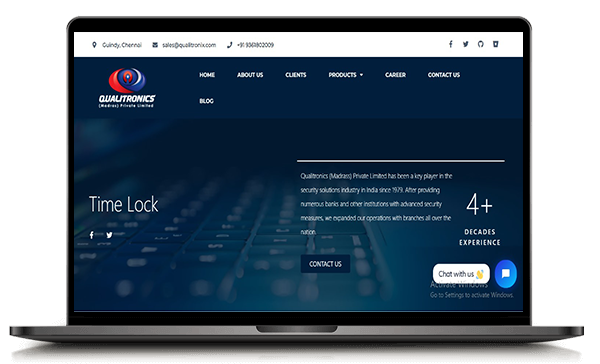 Guindy, Chennai sales@qualitronix.com +91 9361802009
HOME ABOUT US CLIENTS PRODUCTS CAREER CONTACT US
QUALITRONICS
(Madras) Private Limited
BLOG
Qualitronics (Madrass) Private Limited has been a key player in the
security solutions industry in India since 1979. After providing
numerous banks and other institutions with advanced security
measures, we expanded our operations with branches all over the
nation.
Time Lock
4+
DECADES
EXPERIENCE
CONTACT US
Chat with us 👋
Activate Windows
Go to Settings to activate Windows.